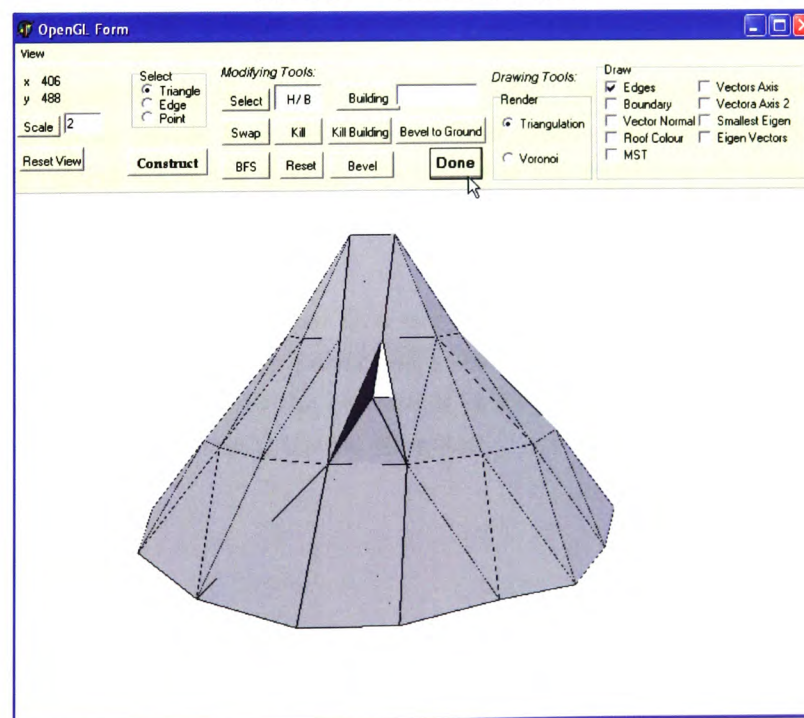 OpenGL Form
View
x 406
y 488
Scale 2
Reset View
Select
Triangle
Edge
Point
Construct
Modifying Tools:
Select H / B Building
Swap Kill Kill Building Bevel to Ground
BFS Reset Bevel Done
Drawing Tools:
Render
Triangulation
Voronoi
Draw
Edges
Boundary
Vector Normal
Roof Colour
MST
Vectors Axis
Vectora Axis 2
Smallest Eigen
Eigen Vectors